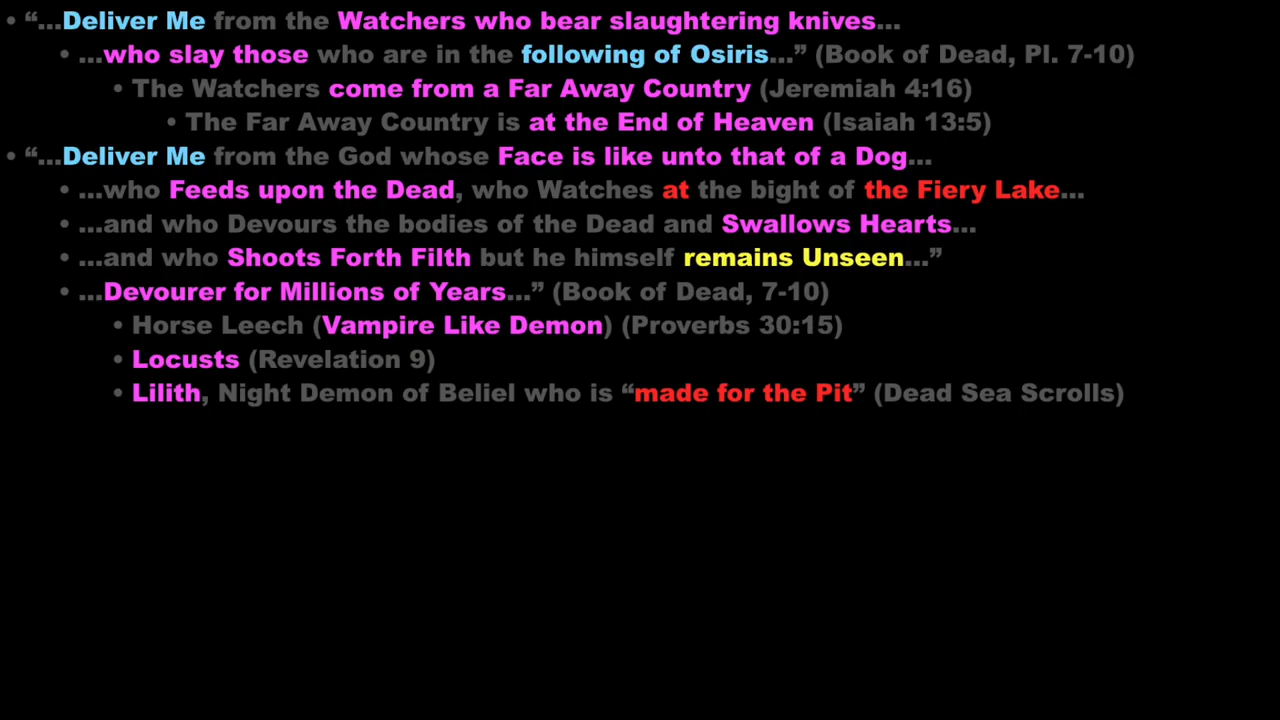 • “...Deliver Me from the Watchers who bear slaughtering knives...
• ...who slay those who are in the following of Osiris...” (Book of Dead, Pl. 7-10)
• The Watchers come from a Far Away Country (Jeremiah 4:16)
• The Far Away Country is at the End of Heaven (Isaiah 13:5)
• “...Deliver Me from the God whose Face is like unto that of a Dog...
• ...who Feeds upon the Dead, who Watches at the bight of the Fiery Lake...
• ...and who Devours the bodies of the Dead and Swallows Hearts...
• ...and who Shoots Forth Filth but he himself remains Unseen...”
• ...Devourer for Millions of Years...” (Book of Dead, 7-10)
• Horse Leech (Vampire Like Demon) (Proverbs 30:15)
• Locusts (Revelation 9)
• Lilith, Night Demon of Beliel who is “made for the Pit” (Dead Sea Scrolls)